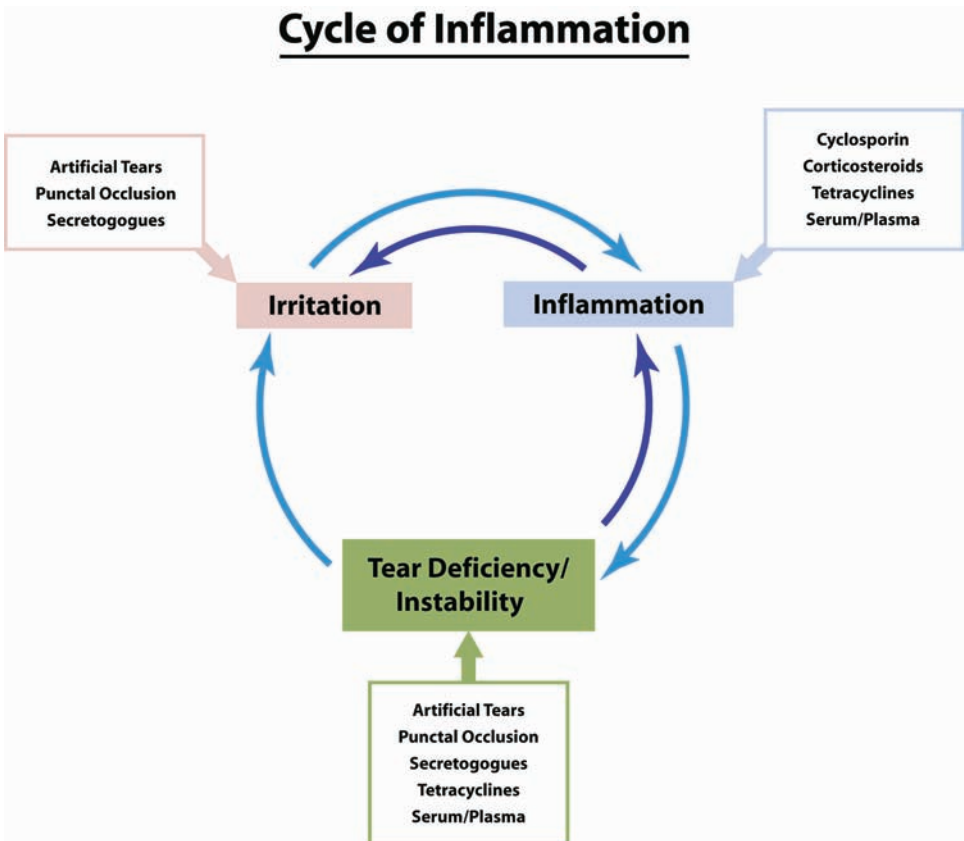 Cycle of Inflammation
Artificial Tears
Punctal Occlusion
Secretogogues
Cyclosporin
Corticosteroids
Tetracyclines
Serum/Plasma
Irritation
Inflammation
Tear Deficiency/
Instability
Artificial Tears
Punctal Occlusion
Secretogogues
Tetracyclines
Serum/Plasma